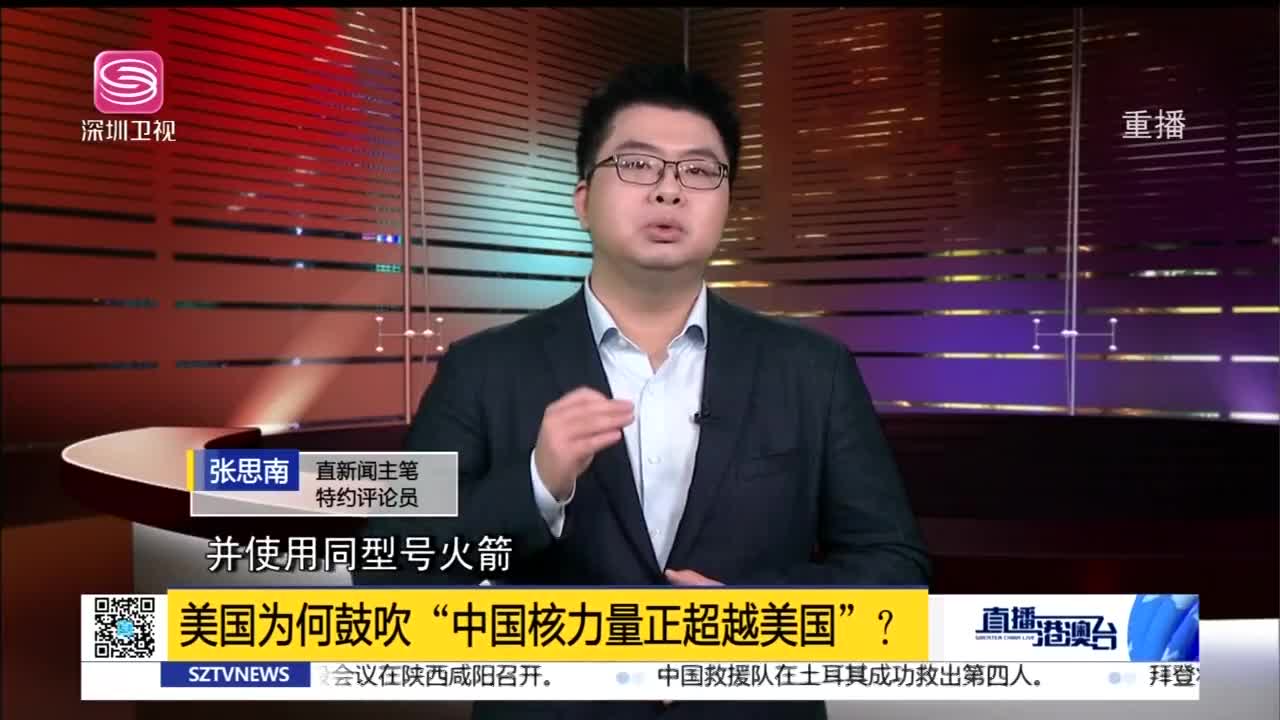 深圳卫视
重播
张思南
直新闻主笔
特约评论员
并使用同型号火箭
美国为何鼓吹“中国核力量正超越美国”？
直播港澳台
GREATER CHINA LIVE
SZTVNEWS
会议在陕西咸阳召开。 中国救援队在土耳其成功救出第四人。 拜登